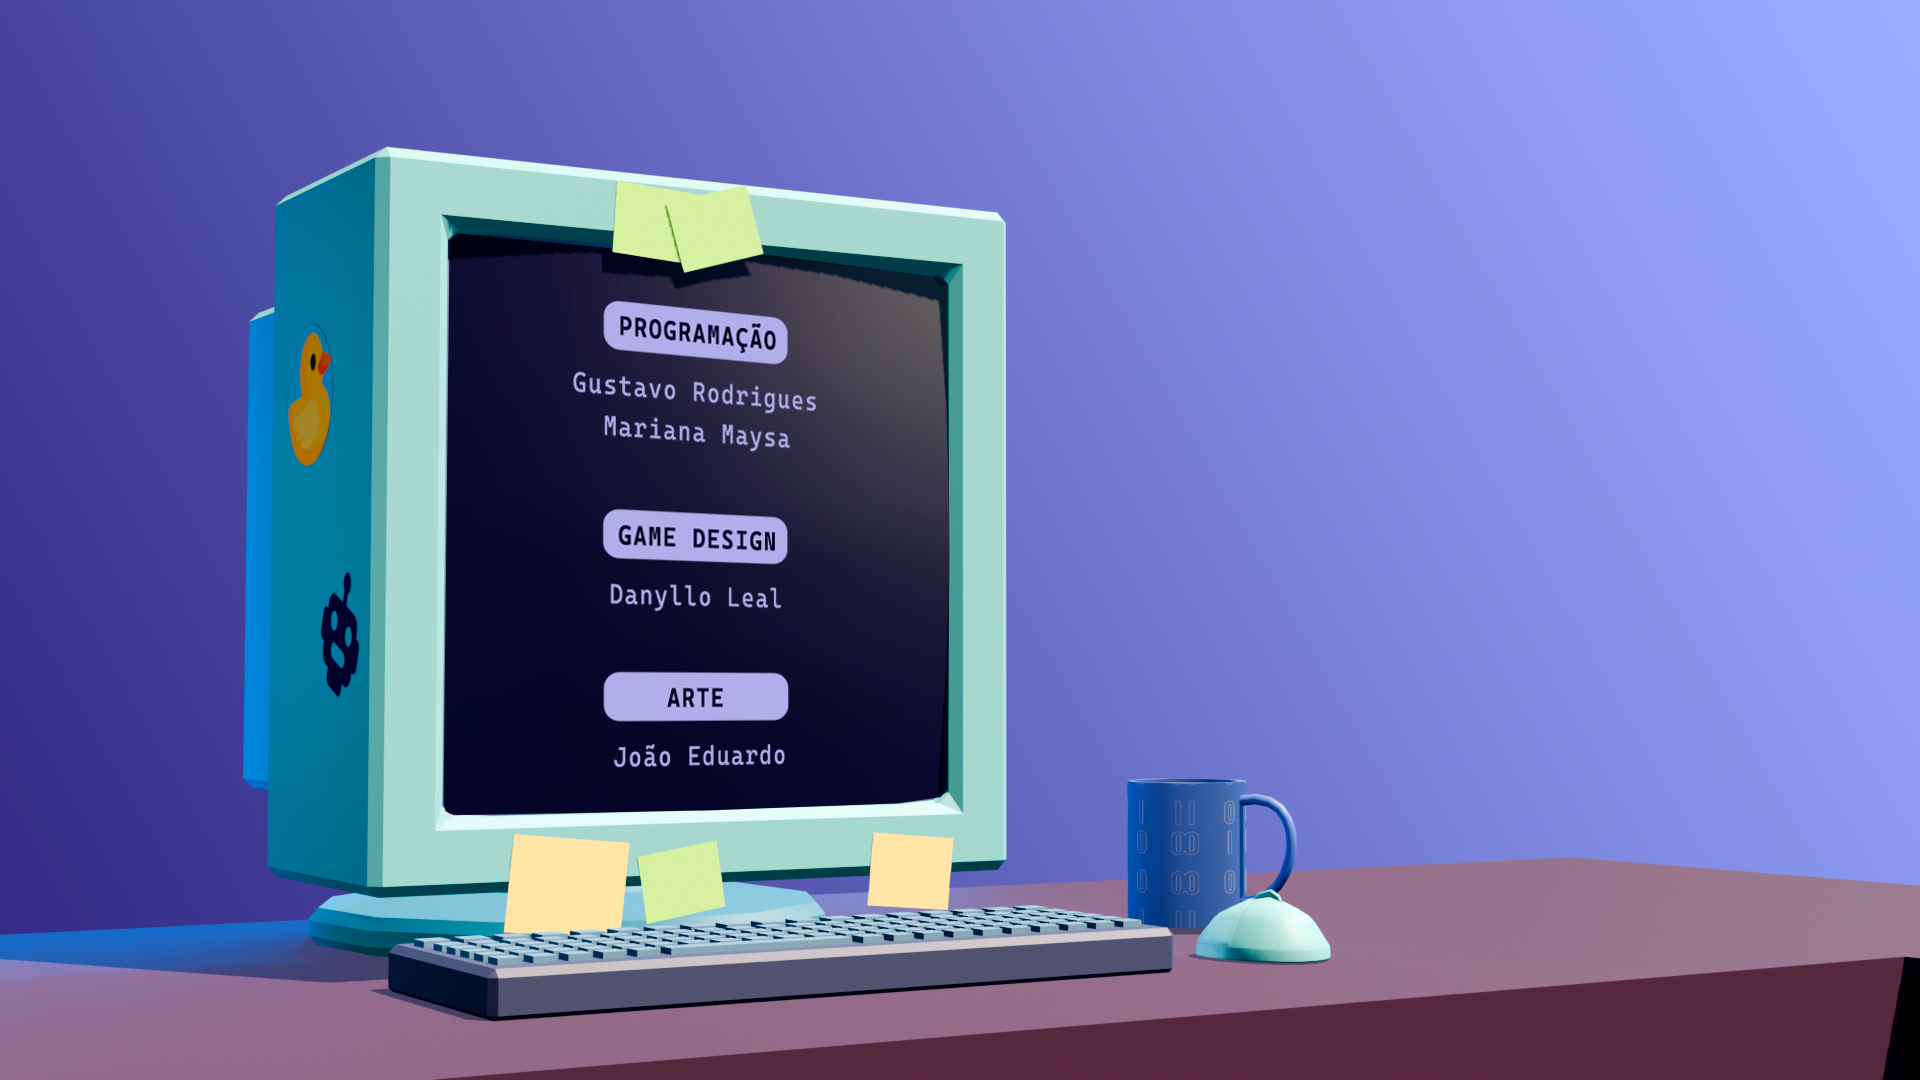 PROGRAMAÇÃO
Gustavo Rodrigues
Mariana Maysa
GAME DESIGN
Danyllo Leal
ARTE
João Eduardo